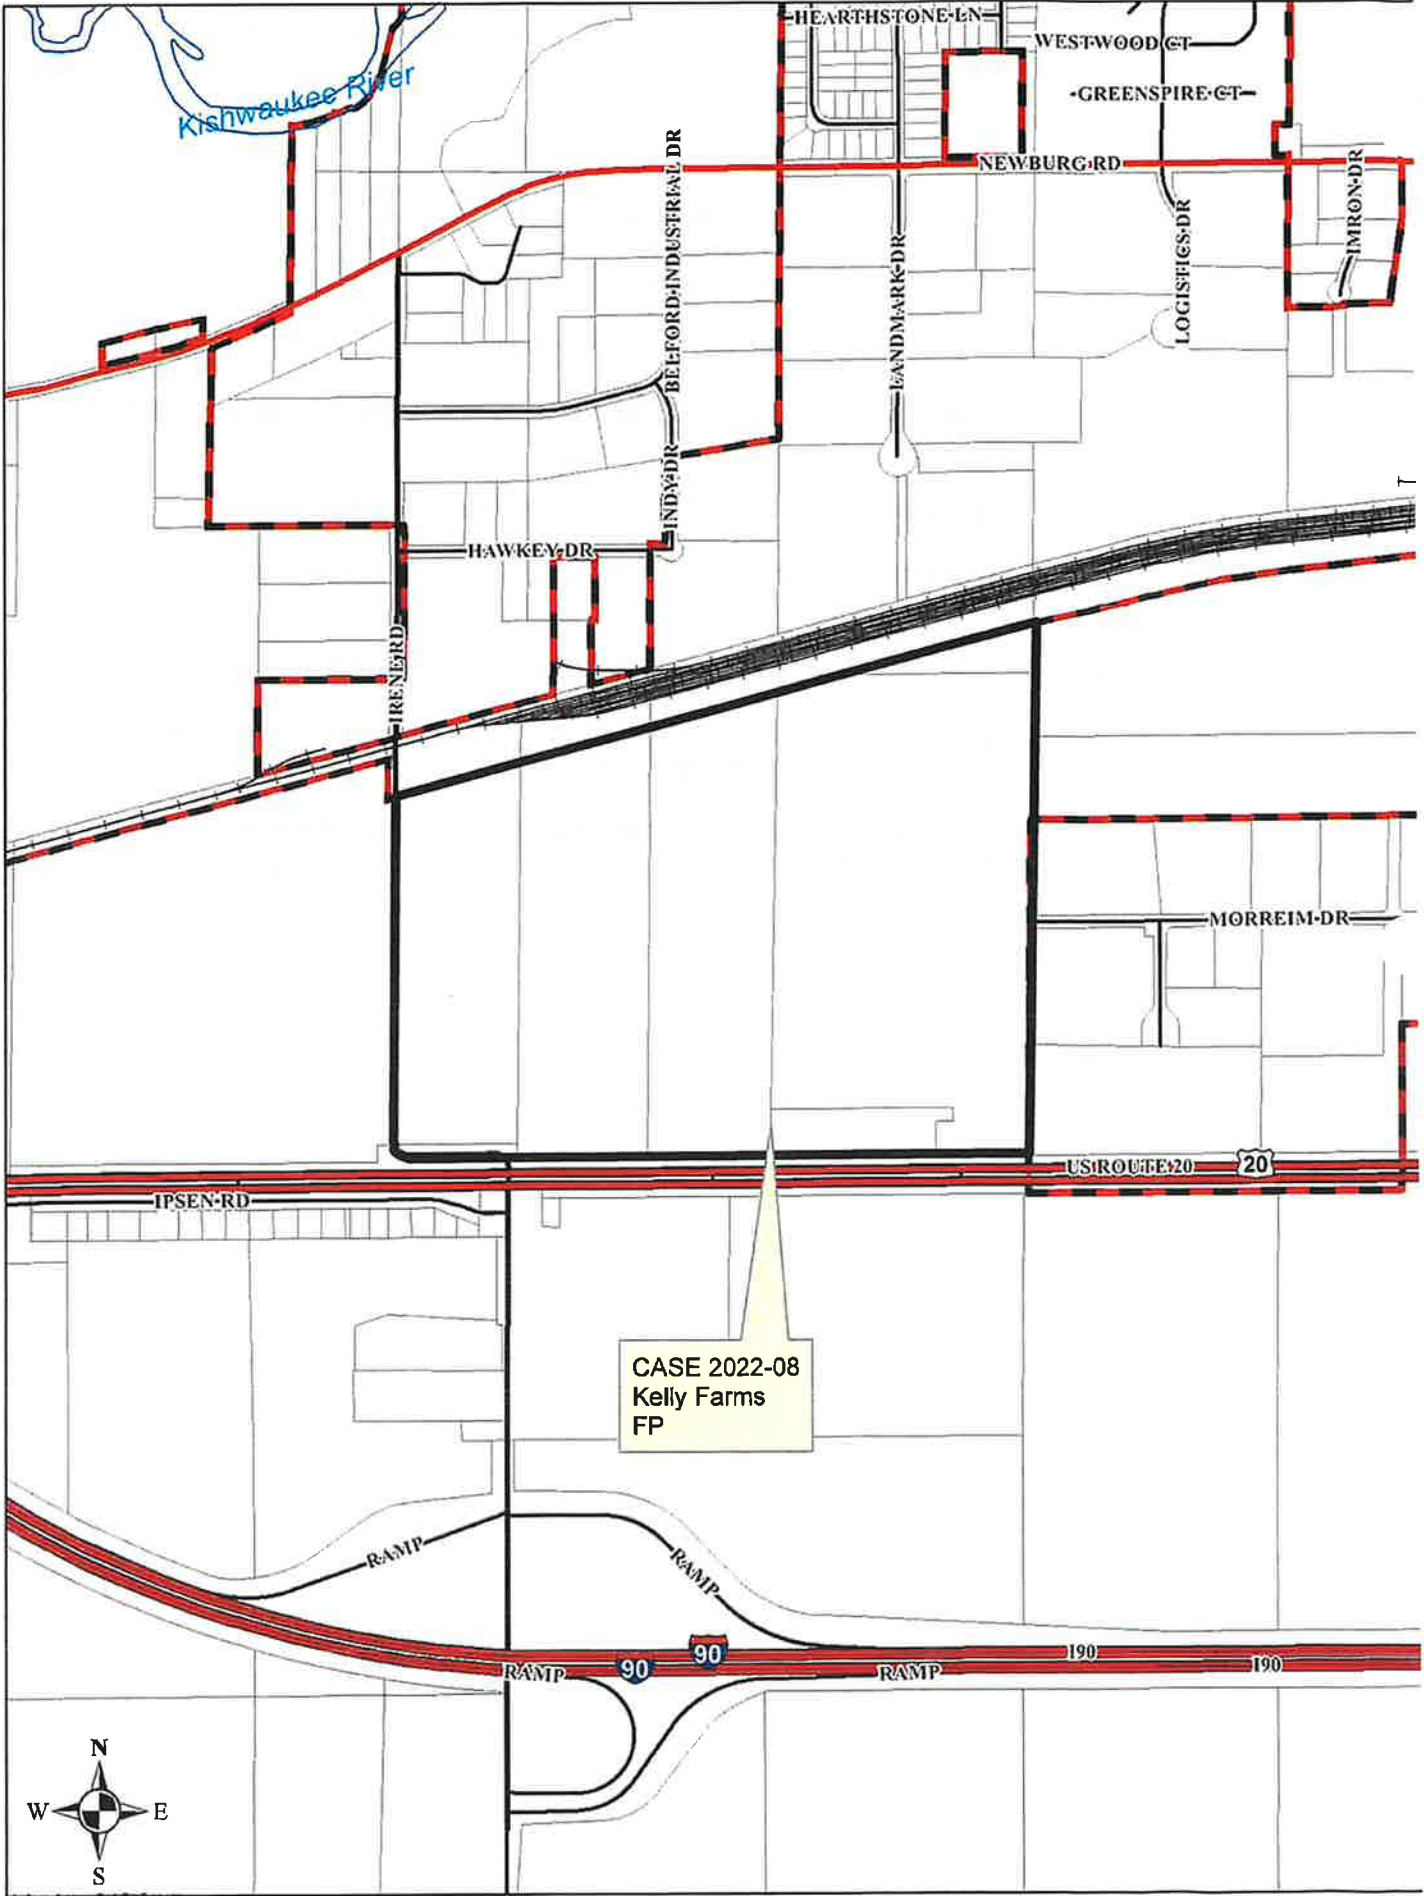 HEARTHSTONE LN
WESTWOOD CT
Kishwaukee River
GREENSPIRE CT
NEWBURG RD
BELFORD INDUSTRIAL DR
IMRON DR
LANDMARK DR
LOGISTICS DR
INDY DR
HAWKEY DR
IRENE RD
MORREIM DR
US ROUTE 20
20
IPSEN RD
CASE 2022-08
Kelly Farms
FP
RAMP
RAMP
90
90
I90
I90
RAMP
RAMP
N
W
E
S